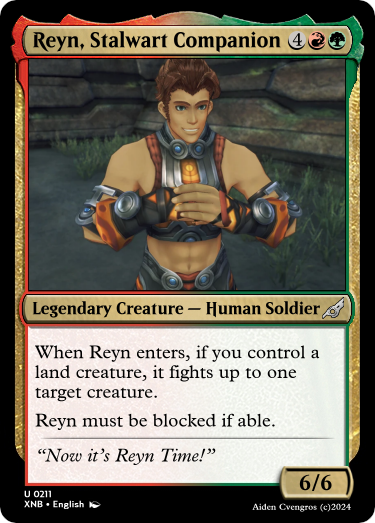 Reyn, Stalwart Companion 4
Legendary Creature — Human Soldier
When Reyn enters, if you control a
land creature, it fights up to one
target creature.
Reyn must be blocked if able.
“Now it's Reyn Time!”
6/6
U 0211
XNB • English
Aiden Cvengros (c)2024